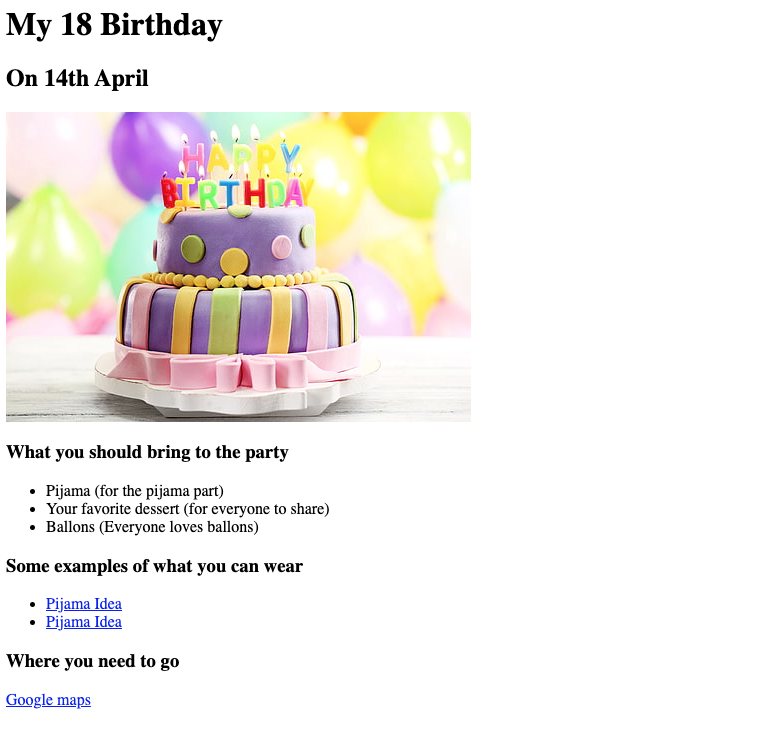 My 18 Birthday
On 14th April
HAPPY
BIRTHDAY
What you should bring to the party
Pijama (for the pijama part)
Your favorite dessert (for everyone to share)
Ballons (Everyone loves ballons)
Some examples of what you can wear
Pijama Idea
Pijama Idea
Where you need to go
Google maps